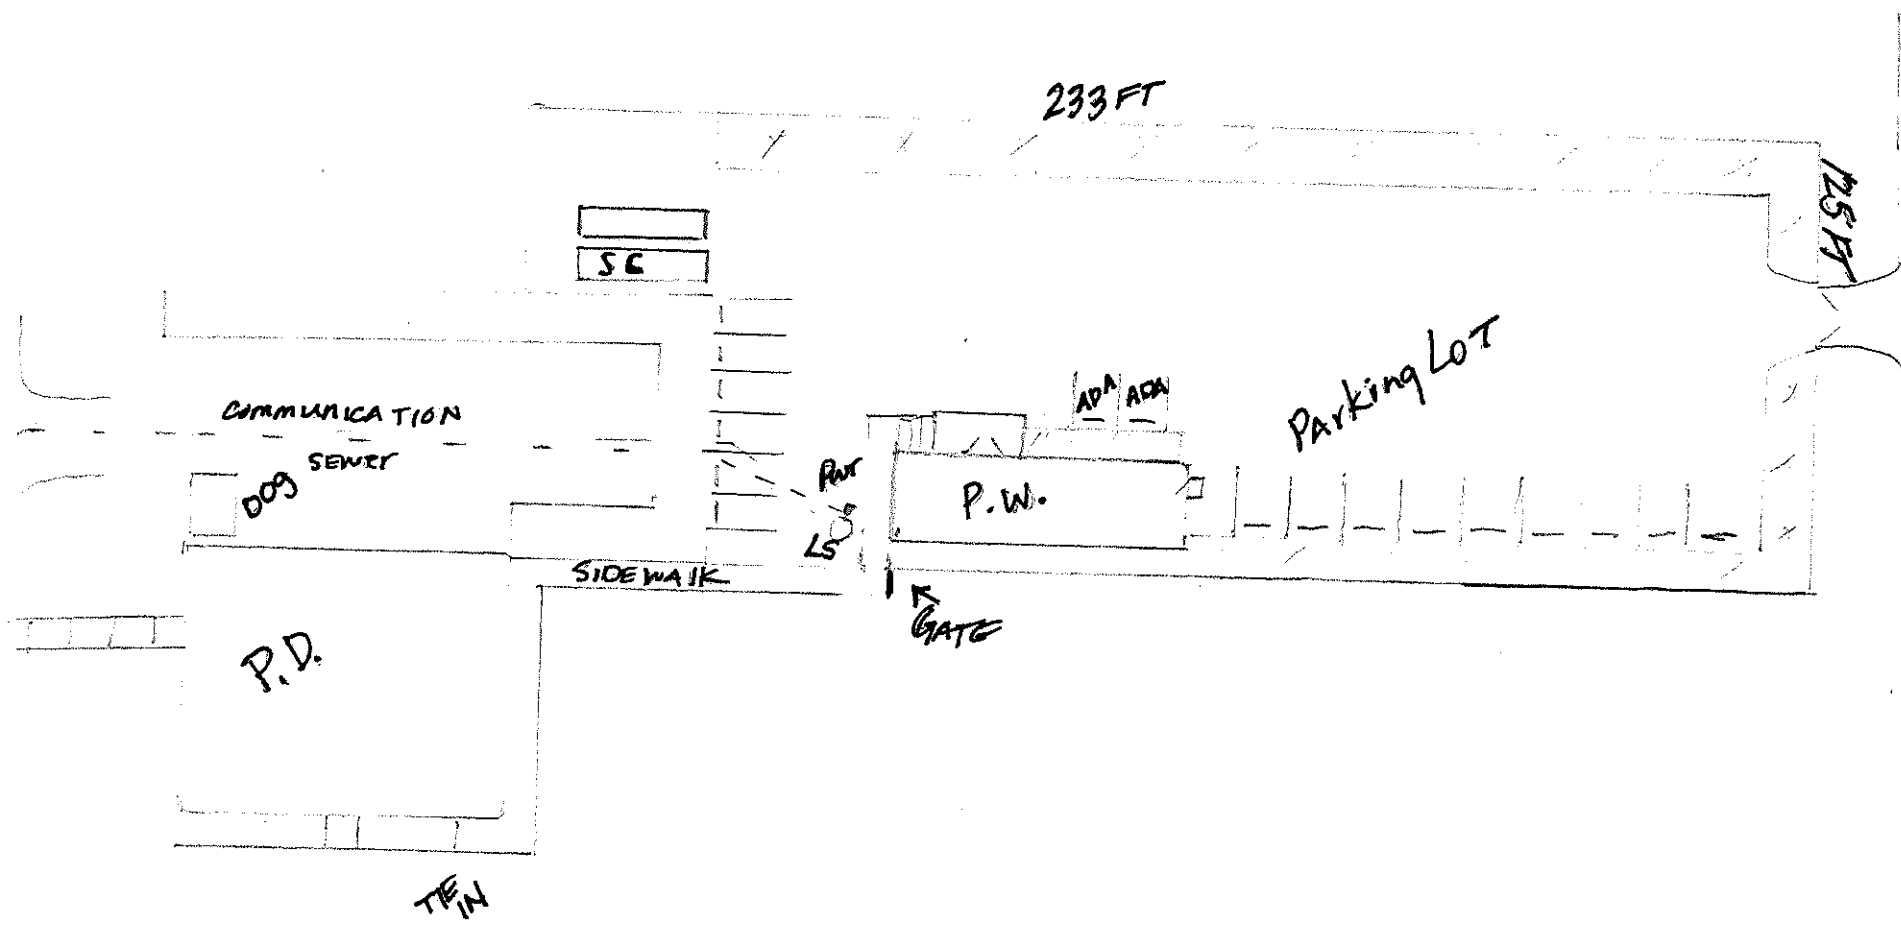 233 FT
125 FT
SC
ADA ADA
Parking LOT
COMMUNICATION
SEWER
DOG
PWR
P.W.
LS
SIDEWALK
GATE
P.D.
TIE
IN